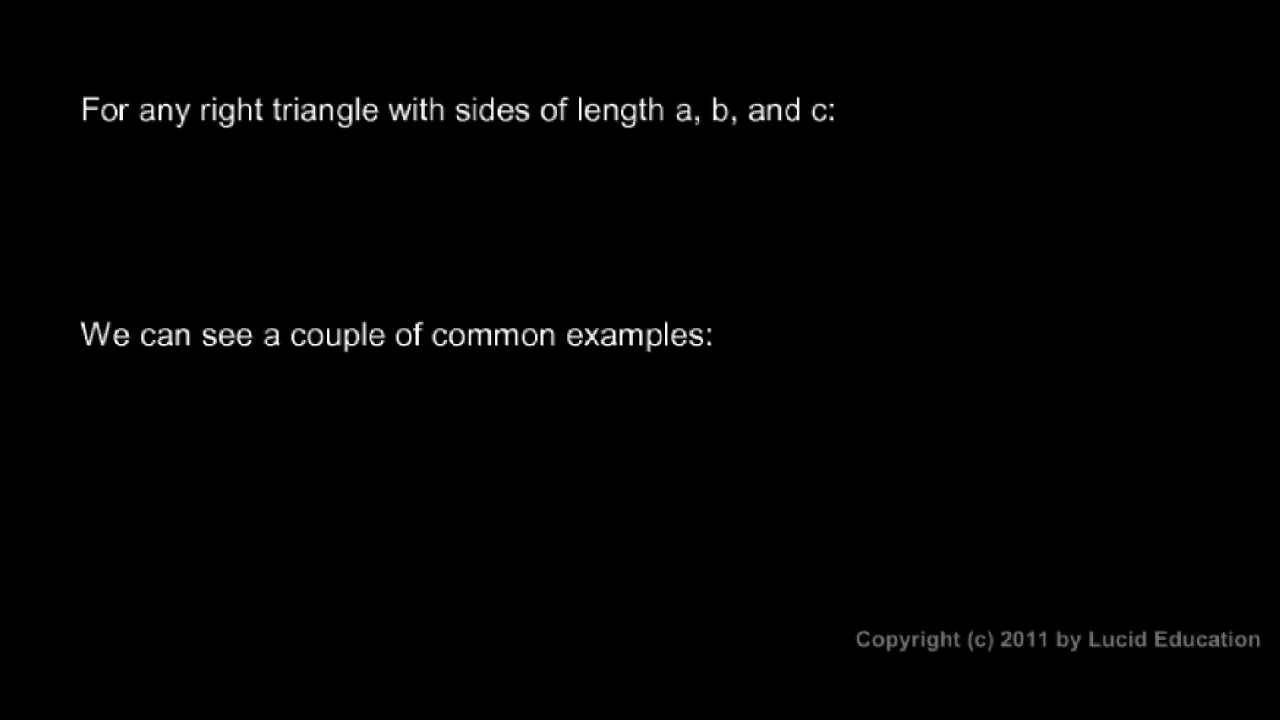 For any right triangle with sides of length a, b, and c:
We can see a couple of common examples:
Copyright (c) 2011 by Lucid Education